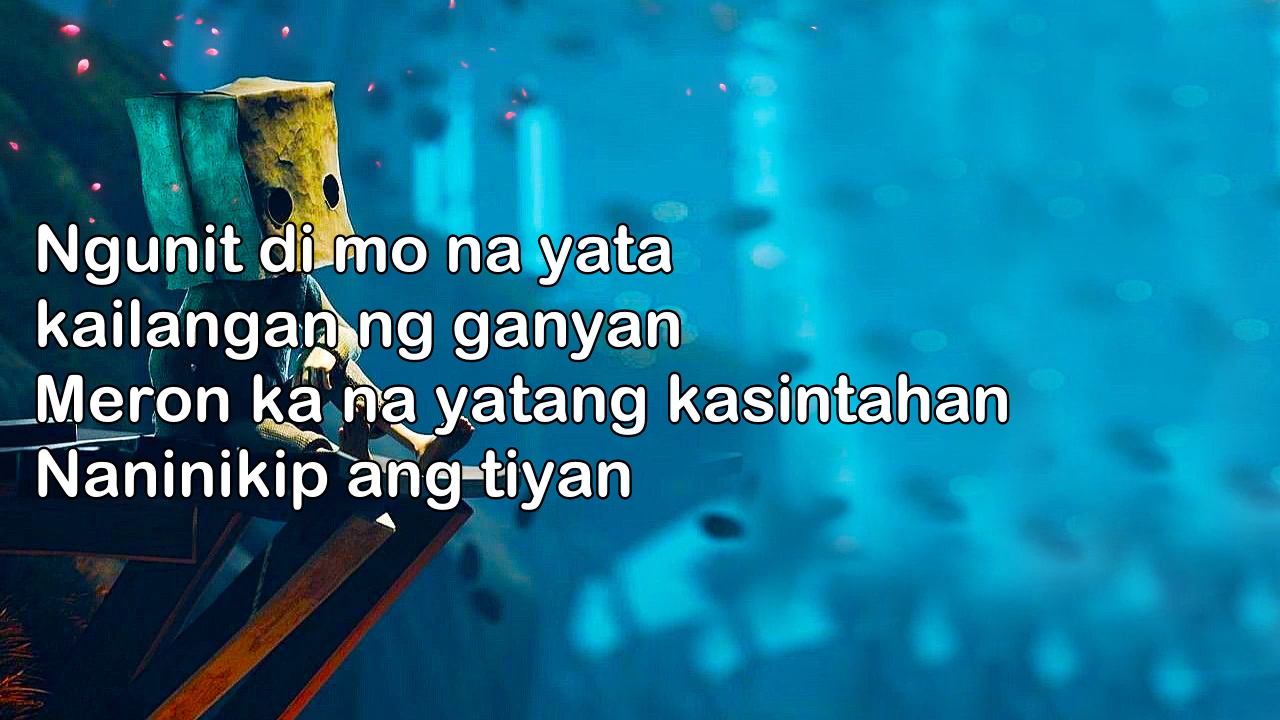 Ngunit di mo na yata
kailangan ng ganyan
Meron ka na yatang kasintahan
Naninikip ang tiyan